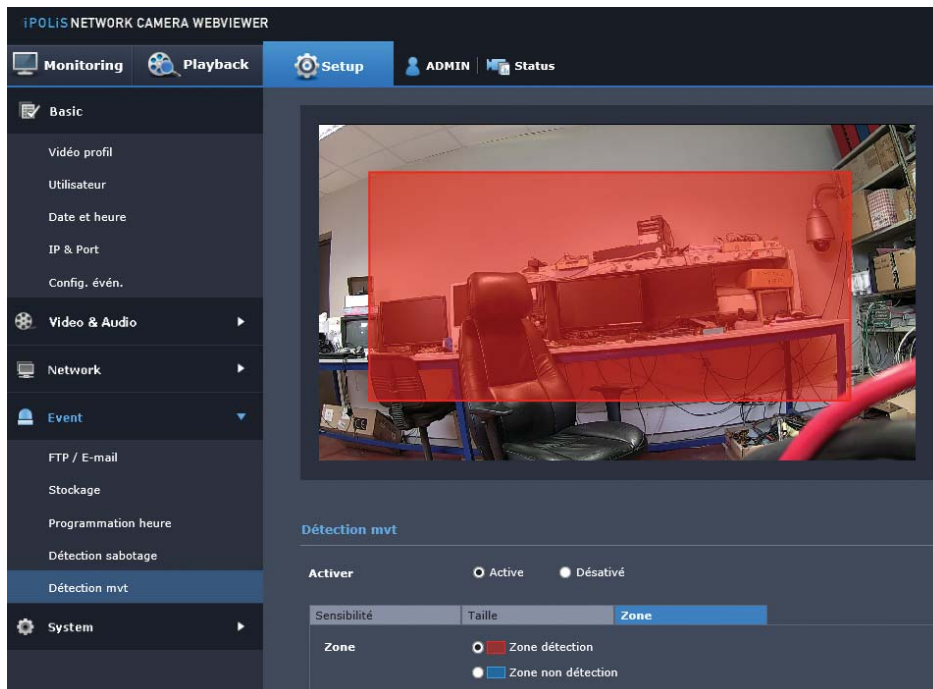 iPOLiS NETWORK CAMERA WEBVIEWER
Monitoring
Playback
Setup
ADMIN
Status
Basic
Vidéo profil
Utilisateur
Date et heure
IP & Port
Config. évén.
Video & Audio
Network
Event
FTP / E-mail
Stockage
Programmation heure
Détection sabotage
Détection mvt
System
Détection mvt
Activer
Active
Désativé
Sensibilité
Taille
Zone
Zone
Zone détection
Zone non détection